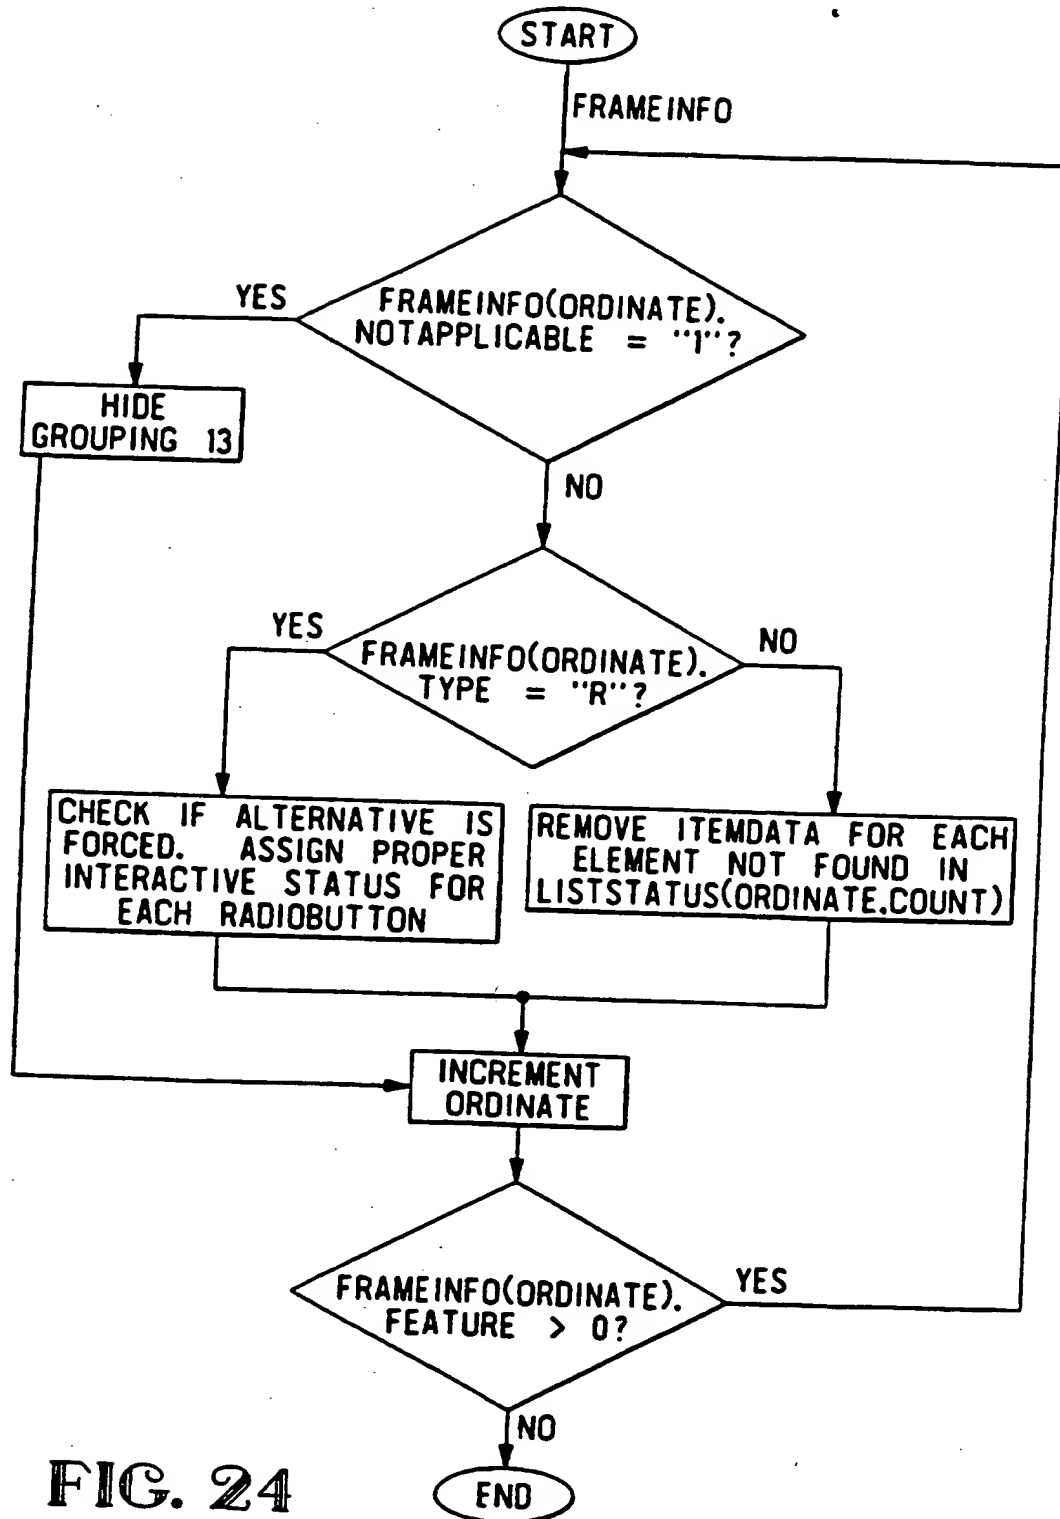 START
FRAMEINFO
YES
FRAMEINFO(ORDINATE).
NOTAPPLICABLE = "1"?
HIDE
GROUPING 13
NO
YES
FRAMEINFO(ORDINATE).
TYPE = "R"?
NO
CHECK IF ALTERNATIVE IS
FORCED. ASSIGN PROPER
INTERACTIVE STATUS FOR
EACH RADIOBUTTON
REMOVE ITEMDATA FOR EACH
ELEMENT NOT FOUND IN
LISTSTATUS(ORDINATE.COUNT)
INCREMENT
ORDINATE
FRAMEINFO(ORDINATE).
FEATURE > 0?
YES
NO
END
FIG. 24